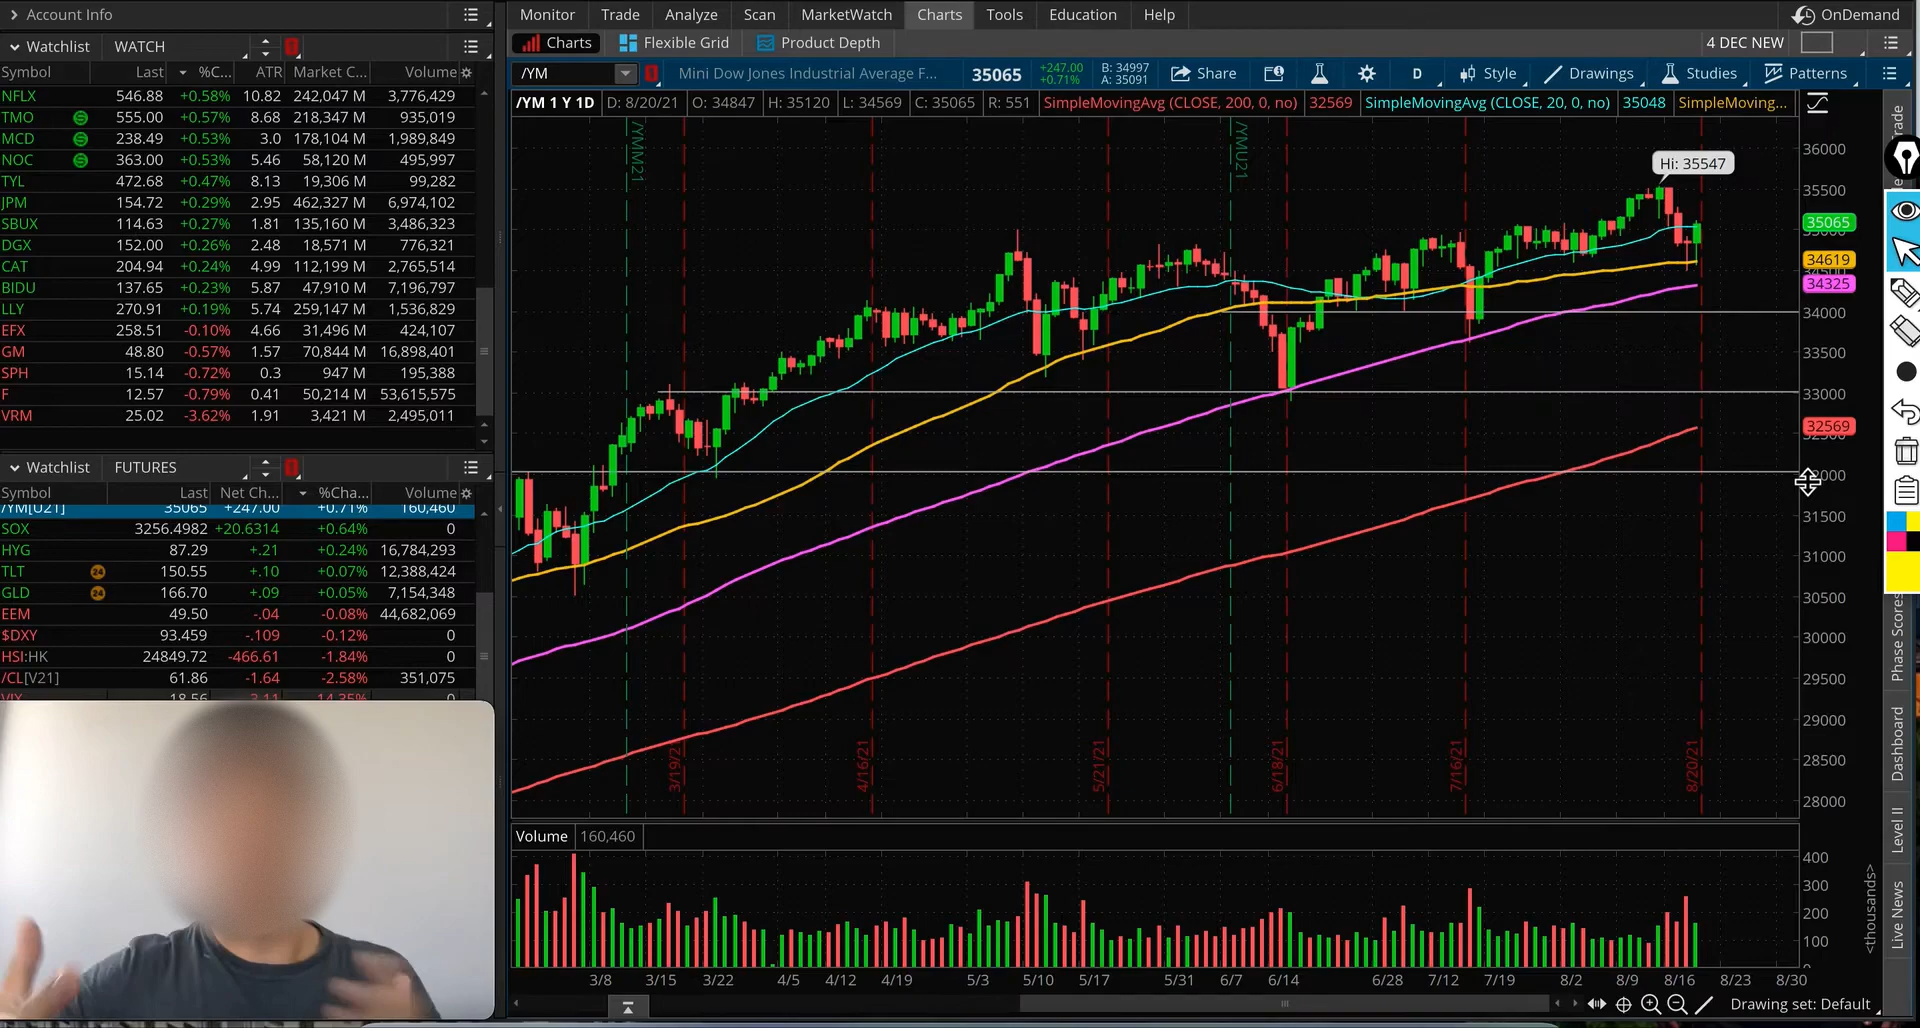 Account Info
Watchlist WATCH
Symbol Last %C... ATR Market C... Volume
NFLX 546.88 +0.58% 10.82 242,047 M 3,776,429
TMO 555.00 +0.57% 8.68 218,347 M 935,019
MCD 238.49 +0.53% 3.0 178,104 M 1,989,849
NOC 363.00 +0.53% 5.46 58,120 M 495,997
TYL 472.68 +0.47% 8.13 19,306 M 99,282
JPM 154.72 +0.29% 2.95 462,327 M 6,974,102
SBUX 114.63 +0.27% 1.81 135,160 M 3,486,323
DGX 152.00 +0.26% 2.48 18,571 M 776,321
CAT 204.94 +0.24% 4.99 112,199 M 2,765,514
BIDU 137.65 +0.23% 5.87 47,910 M 7,196,797
LLY 270.91 +0.19% 5.74 259,147 M 1,536,829
EFX 258.51 -0.10% 4.66 31,496 M 424,107
GM 48.80 -0.57% 1.57 70,844 M 16,898,401
SPH 15.14 -0.72% 0.3 947 M 195,388
F 12.57 -0.79% 0.41 50,214 M 53,615,575
VRM 25.02 -3.62% 1.91 3,421 M 2,495,011
Watchlist FUTURES
Symbol Last Net Ch... %Cha... Volume
/YM[U21] 35065 +247.00 +0.71% 160,460
SOX 3256.4982 +20.6314 +0.64% 0
HYG 87.29 +.21 +0.24% 16,784,293
TLT 24 150.55 +.10 +0.07% 12,388,424
GLD 24 166.70 +.09 +0.05% 7,154,348
EEM 49.50 -.04 -0.08% 44,682,069
$DXY 93.459 -.109 -0.12% 0
HSI:HK 24849.72 -466.61 -1.84% 0
/CL[V21] 61.86 -1.64 -2.58% 351,075
VIX 18.56 -3.11 -14.35% 0
Monitor Trade Analyze Scan MarketWatch Charts Tools Education Help OnDemand
Charts Flexible Grid Product Depth 4 DEC NEW
/YM Mini Dow Jones Industrial Average F... 35065 +247.00 +0.71% B: 34997 A: 35091 Share D Style Drawings Studies Patterns
/YM 1 Y 1D D: 8/20/21 O: 34847 H: 35120 L: 34569 C: 35065 R: 551 SimpleMovingAvg (CLOSE, 200, 0, no) 32569 SimpleMovingAvg (CLOSE, 20, 0, no) 35048 SimpleMoving...
/YMM21
/YMU21
Hi: 35547
36000
35500
35065
34619
34325
34000
33500
33000
32569
31500
31000
30500
30000
29500
29000
28500
28000
3/19/21 4/16/21 5/21/21 6/18/21 7/16/21 8/20/21
Volume 160,460
400
300
200
100
0
<thousands>
3/8 3/15 3/22 4/5 4/12 4/19 5/3 5/10 5/17 5/31 6/7 6/14 6/28 7/12 7/19 8/2 8/9 8/16 8/23 8/30
Drawing set: Default
Phase Scores
Dashboard
Level II
Live News